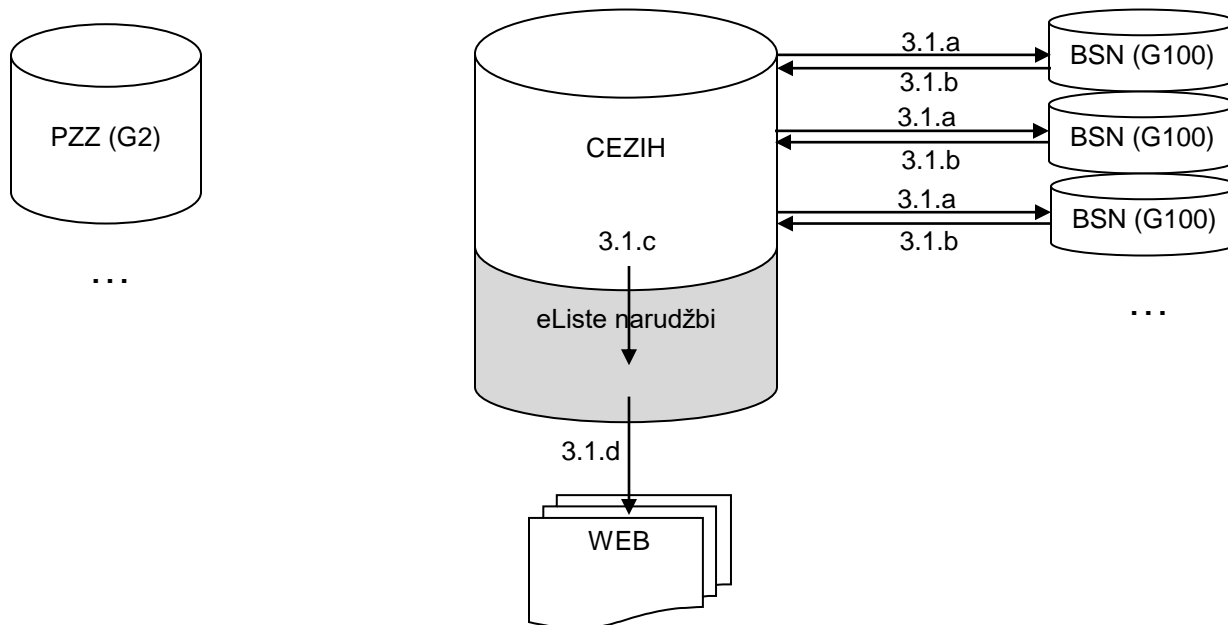 3.1.a
BSN (G100)
3.1.b
PZZ (G2)
CEZIH
3.1.a
BSN (G100)
3.1.b
3.1.a
BSN (G100)
3.1.b
3.1.c
...
eListe narudžbi
...
3.1.d
WEB